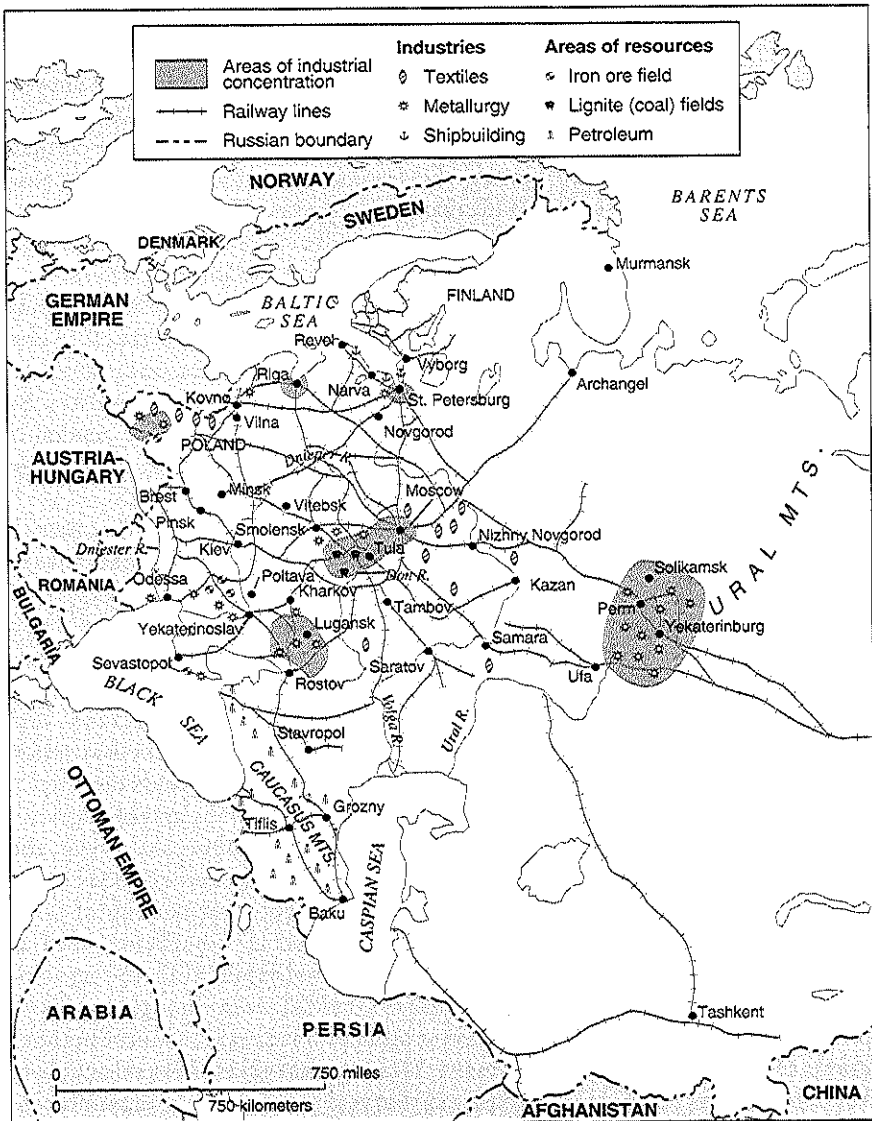 Areas of industrial
concentration
Railway lines
Russian boundary
Industries
Textiles
Metallurgy
Shipbuilding
Areas of resources
Iron ore field
Lignite (coal) fields
Petroleum
NORWAY
SWEDEN
BARENTS
SEA
DENMARK
Murmansk
GERMAN
EMPIRE
BALTIC
SEA
FINLAND
Revel
Vyborg
Riga
Narva
Archangel
Kovno
St. Petersburg
Vilna
Novgorod
POLAND
Dniester R.
AUSTRIA-
HUNGARY
Minsk
Moscow
URAL MTS.
Brest
Vitebsk
Pinsk
Smolensk
Nizhny Novgorod
Dniester R.
Kiev
Tula
Solikamsk
ROMANIA
Don R.
Odessa
Poltava
Kharkov
Kazan
Perm
BULGARIA
Tambov
Yekaterinoslav
Lugansk
Yekaterinburg
Samara
Sevastopol
Saratov
Ufa
Rostov
BLACK
SEA
Volga R.
Ural R.
Stavropol
OTTOMAN EMPIRE
CAUCASUS MTS.
Grozny
Tiflis
CASPIAN SEA
Baku
ARABIA
PERSIA
Tashkent
0
750 miles
0
750 kilometers
AFGHANISTAN
CHINA